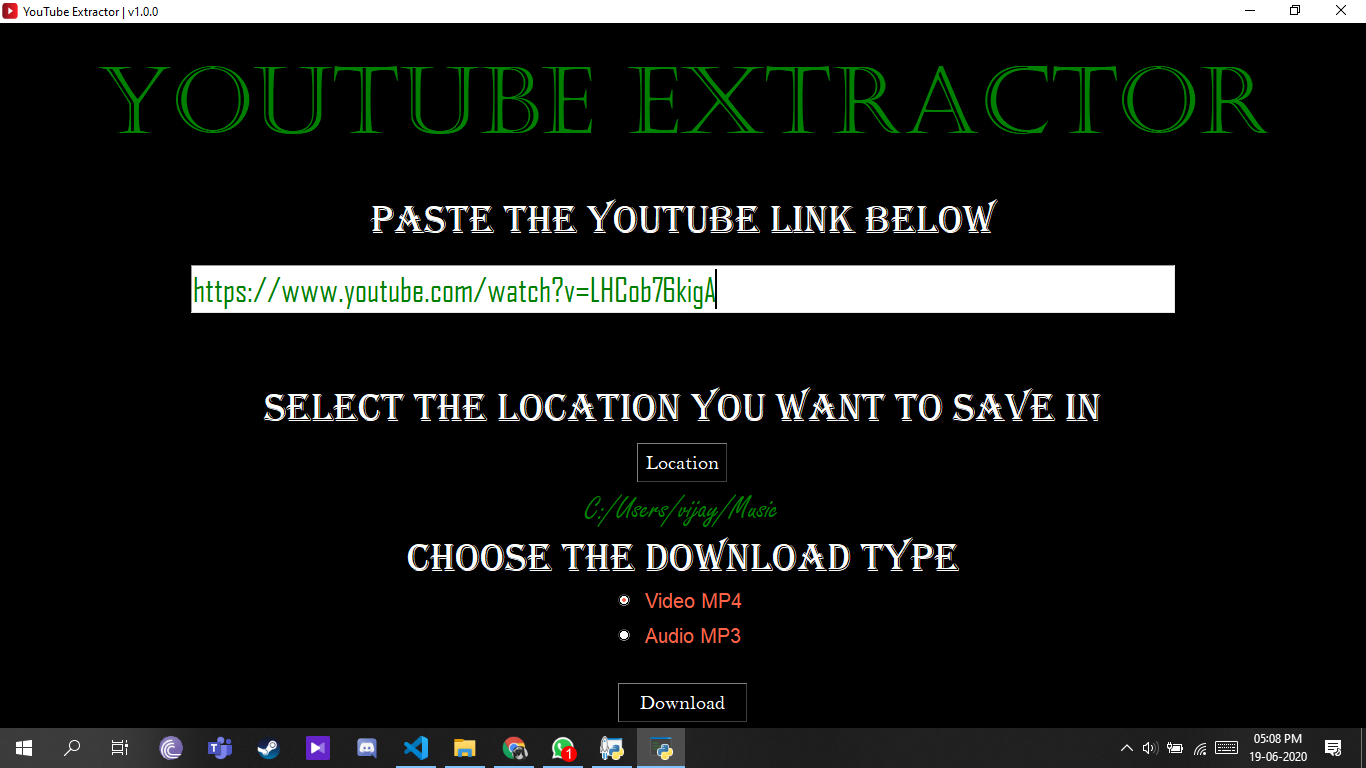 YouTube Extractor | v1.0.0
YOUTUBE EXTRACTOR
PASTE THE YOUTUBE LINK BELOW
https://www.youtube.com/watch?v=LHCob76kigA
SELECT THE LOCATION YOU WANT TO SAVE IN
Location
C:/Users/vijay/Music
CHOOSE THE DOWNLOAD TYPE
Video MP4
Audio MP3
Download
1
05:08 PM
19-06-2020